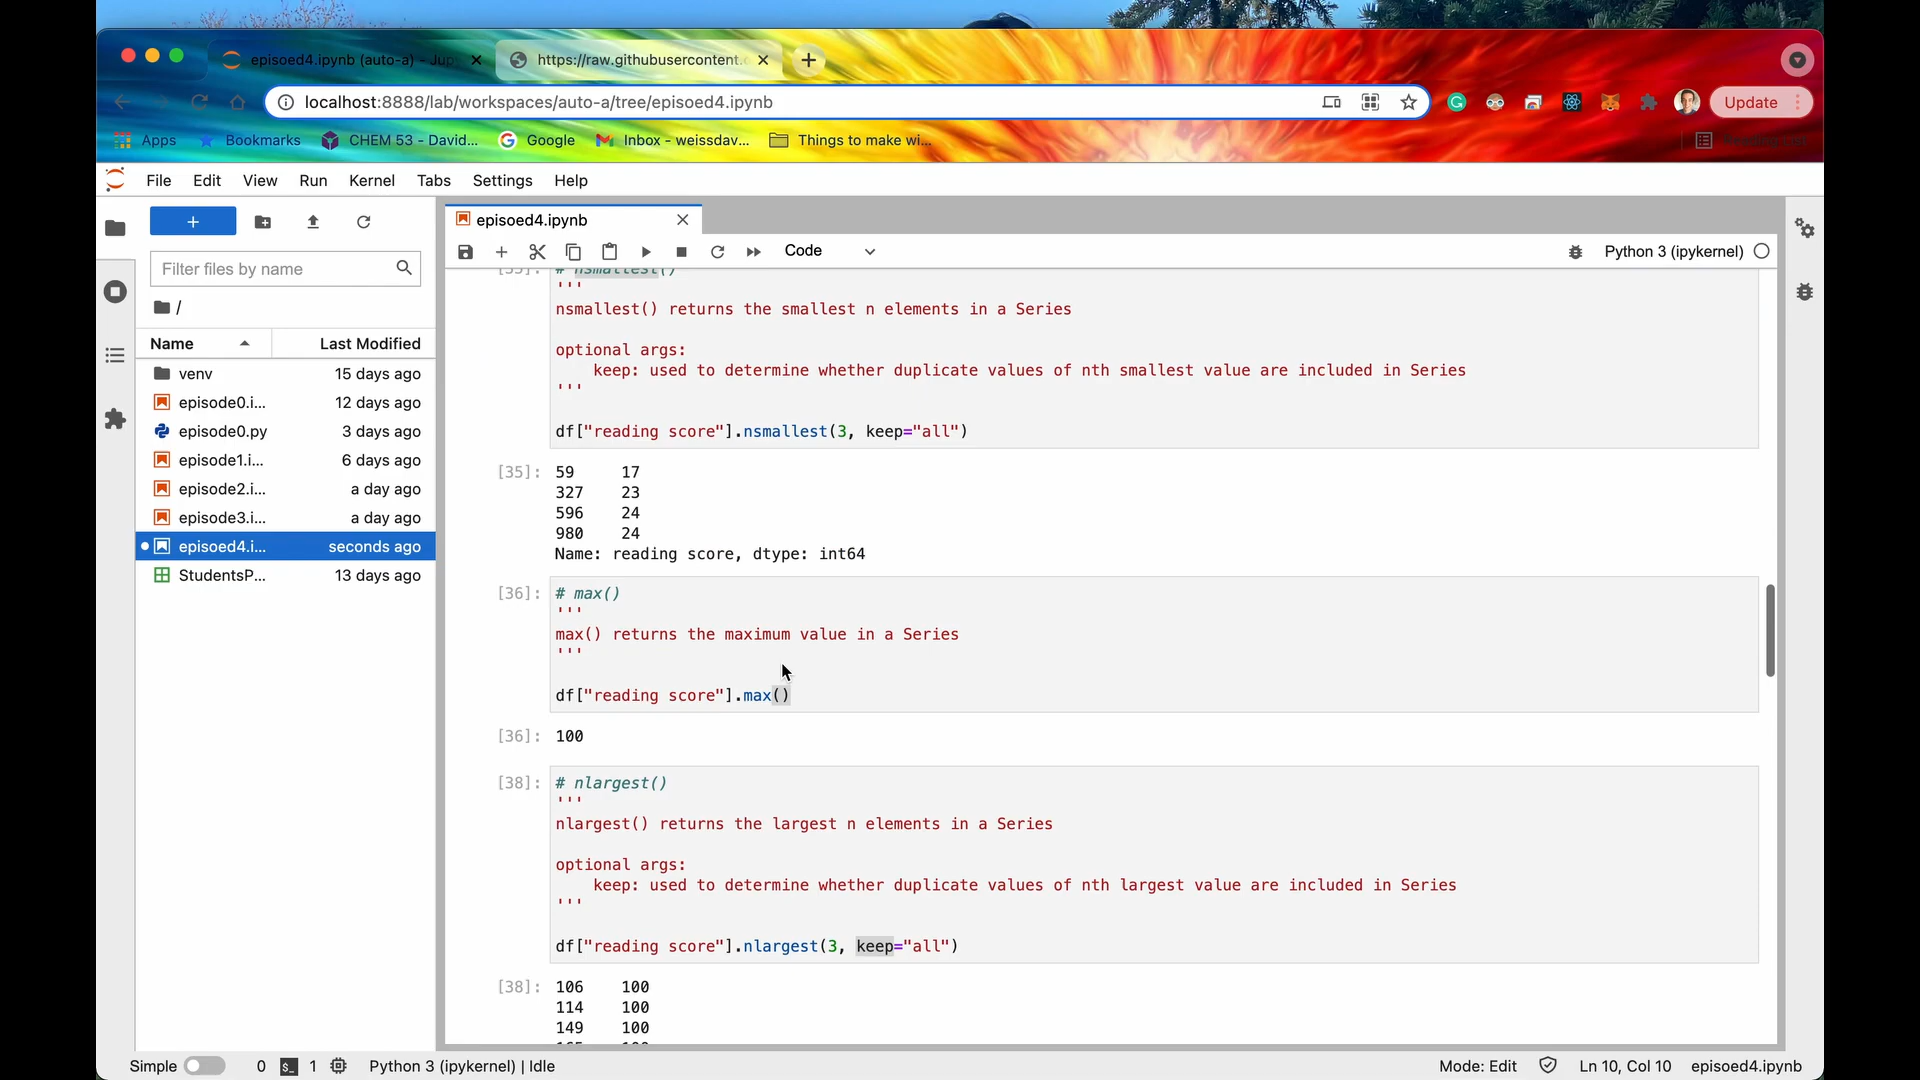 episoed4.ipynb (auto-a) - Jup
https://raw.githubusercontent.
localhost:8888/lab/workspaces/auto-a/tree/episoed4.ipynb
Update
Apps
Bookmarks
CHEM 53 - David...
Google
Inbox - weissdav...
Things to make wi...
File Edit View Run Kernel Tabs Settings Help
+
Filter files by name
/
Name Last Modified
venv 15 days ago
episode0.i... 12 days ago
episode0.py 3 days ago
episode1.i... 6 days ago
episode2.i... a day ago
episode3.i... a day ago
episoed4.i... seconds ago
StudentsP... 13 days ago
episoed4.ipynb
Code
Python 3 (ipykernel)
[35]: # nsmallest()
'''
nsmallest() returns the smallest n elements in a Series
optional args:
keep: used to determine whether duplicate values of nth smallest value are included in Series
'''
df["reading score"].nsmallest(3, keep="all")
[35]: 59 17
327 23
596 24
980 24
Name: reading score, dtype: int64
[36]: # max()
'''
max() returns the maximum value in a Series
'''
df["reading score"].max()
[36]: 100
[38]: # nlargest()
'''
nlargest() returns the largest n elements in a Series
optional args:
keep: used to determine whether duplicate values of nth largest value are included in Series
'''
df["reading score"].nlargest(3, keep="all")
[38]: 106 100
114 100
149 100
Simple 0 1 Python 3 (ipykernel) | Idle
Mode: Edit Ln 10, Col 10 episoed4.ipynb